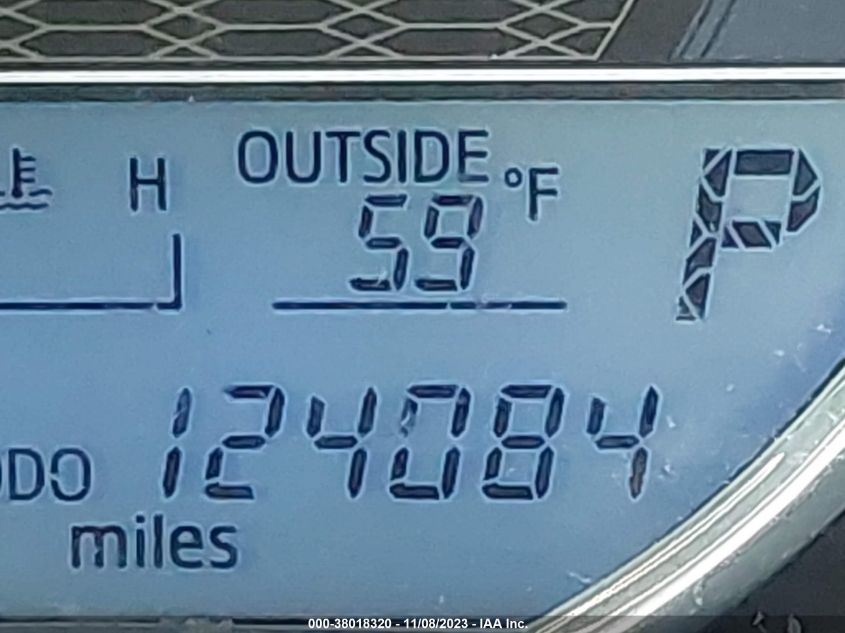 H
OUTSIDE
59 °F
P
ODO 124084
miles
000-38018320 - 11/08/2023 - IAA Inc.